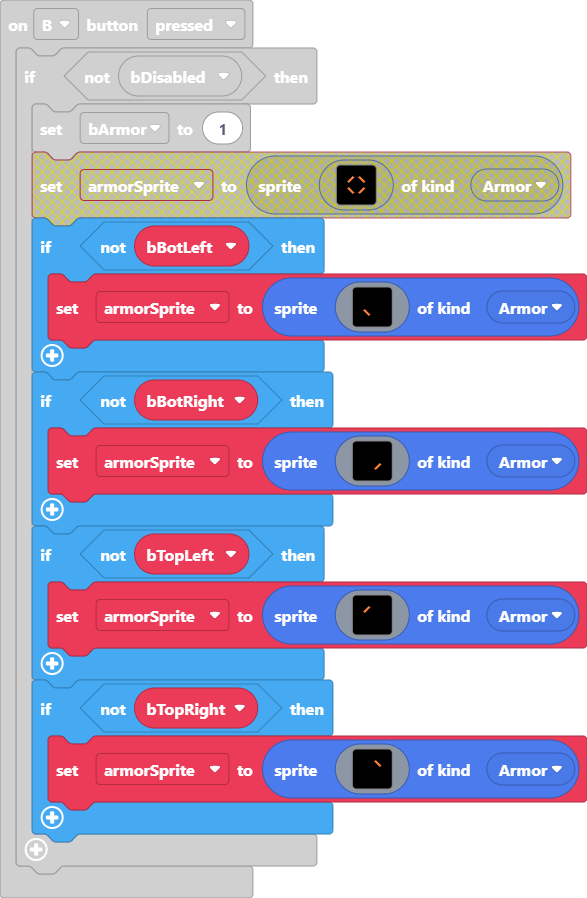 on B button pressed
if not bDisabled then
set bArmor to 1
set armorSprite to sprite of kind Armor
if not bBotLeft then
set armorSprite to sprite of kind Armor
if not bBotRight then
set armorSprite to sprite of kind Armor
if not bTopLeft then
set armorSprite to sprite of kind Armor
if not bTopRight then
set armorSprite to sprite of kind Armor